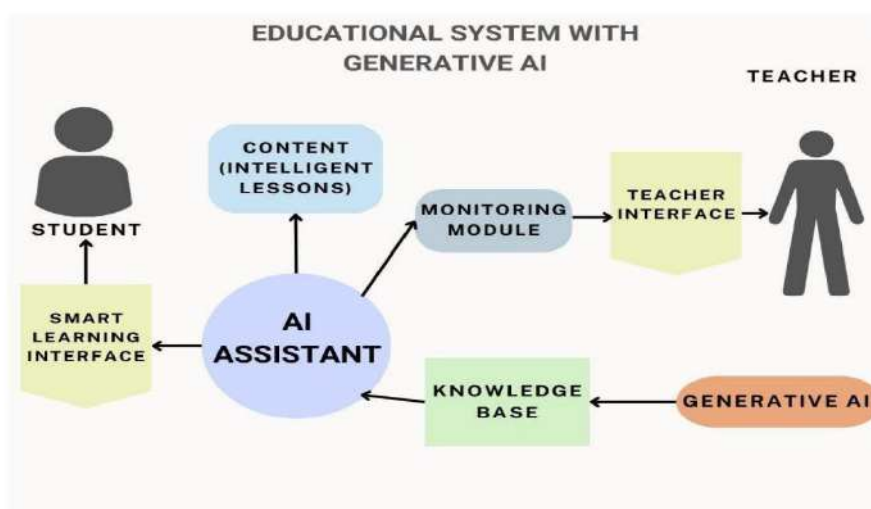 EDUCATIONAL SYSTEM WITH
GENERATIVE AI
TEACHER
CONTENT
(INTELLIGENT
LESSONS)
STUDENT
MONITORING
MODULE
TEACHER
INTERFACE
SMART
LEARNING
INTERFACE
AI
ASSISTANT
KNOWLEDGE
BASE
GENERATIVE AI